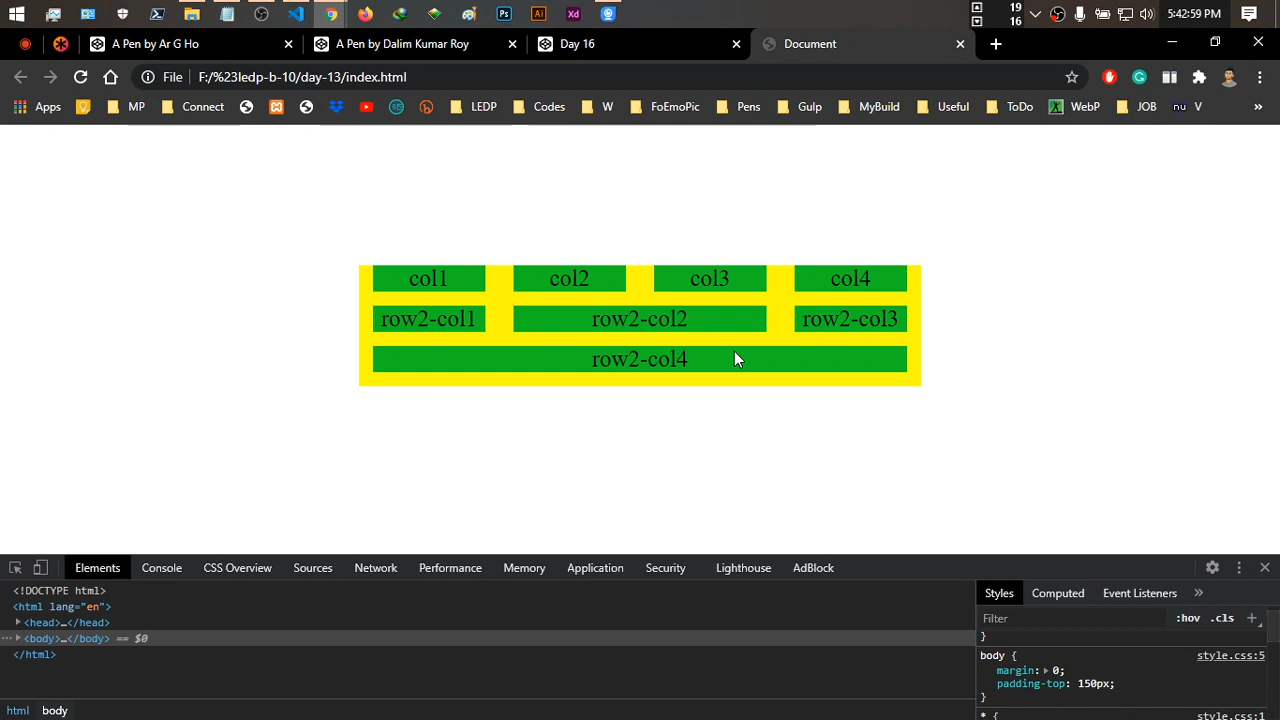 19
16
5:42:59 PM
A Pen by Ar G Ho
A Pen by Dalim Kumar Roy
Day 16
Document
File
F:/%23ledp-b-10/day-13/index.html
Apps
MP
Connect
LEDP
Codes
W
FoEmoPic
Pens
Gulp
MyBuild
Useful
ToDo
WebP
JOB
nu V
»
col1 col2 col3 col4
row2-col1 row2-col2 row2-col3
row2-col4
Elements Console CSS Overview Sources Network Performance Memory Application Security Lighthouse AdBlock
<!DOCTYPE html>
<html lang="en">
<head>…</head>
<body>…</body> == $0
</html>
html body
Styles Computed Event Listeners »
Filter :hov .cls +
}
body { style.css:5
margin: 0;
padding-top: 150px;
}
* { style.css:1